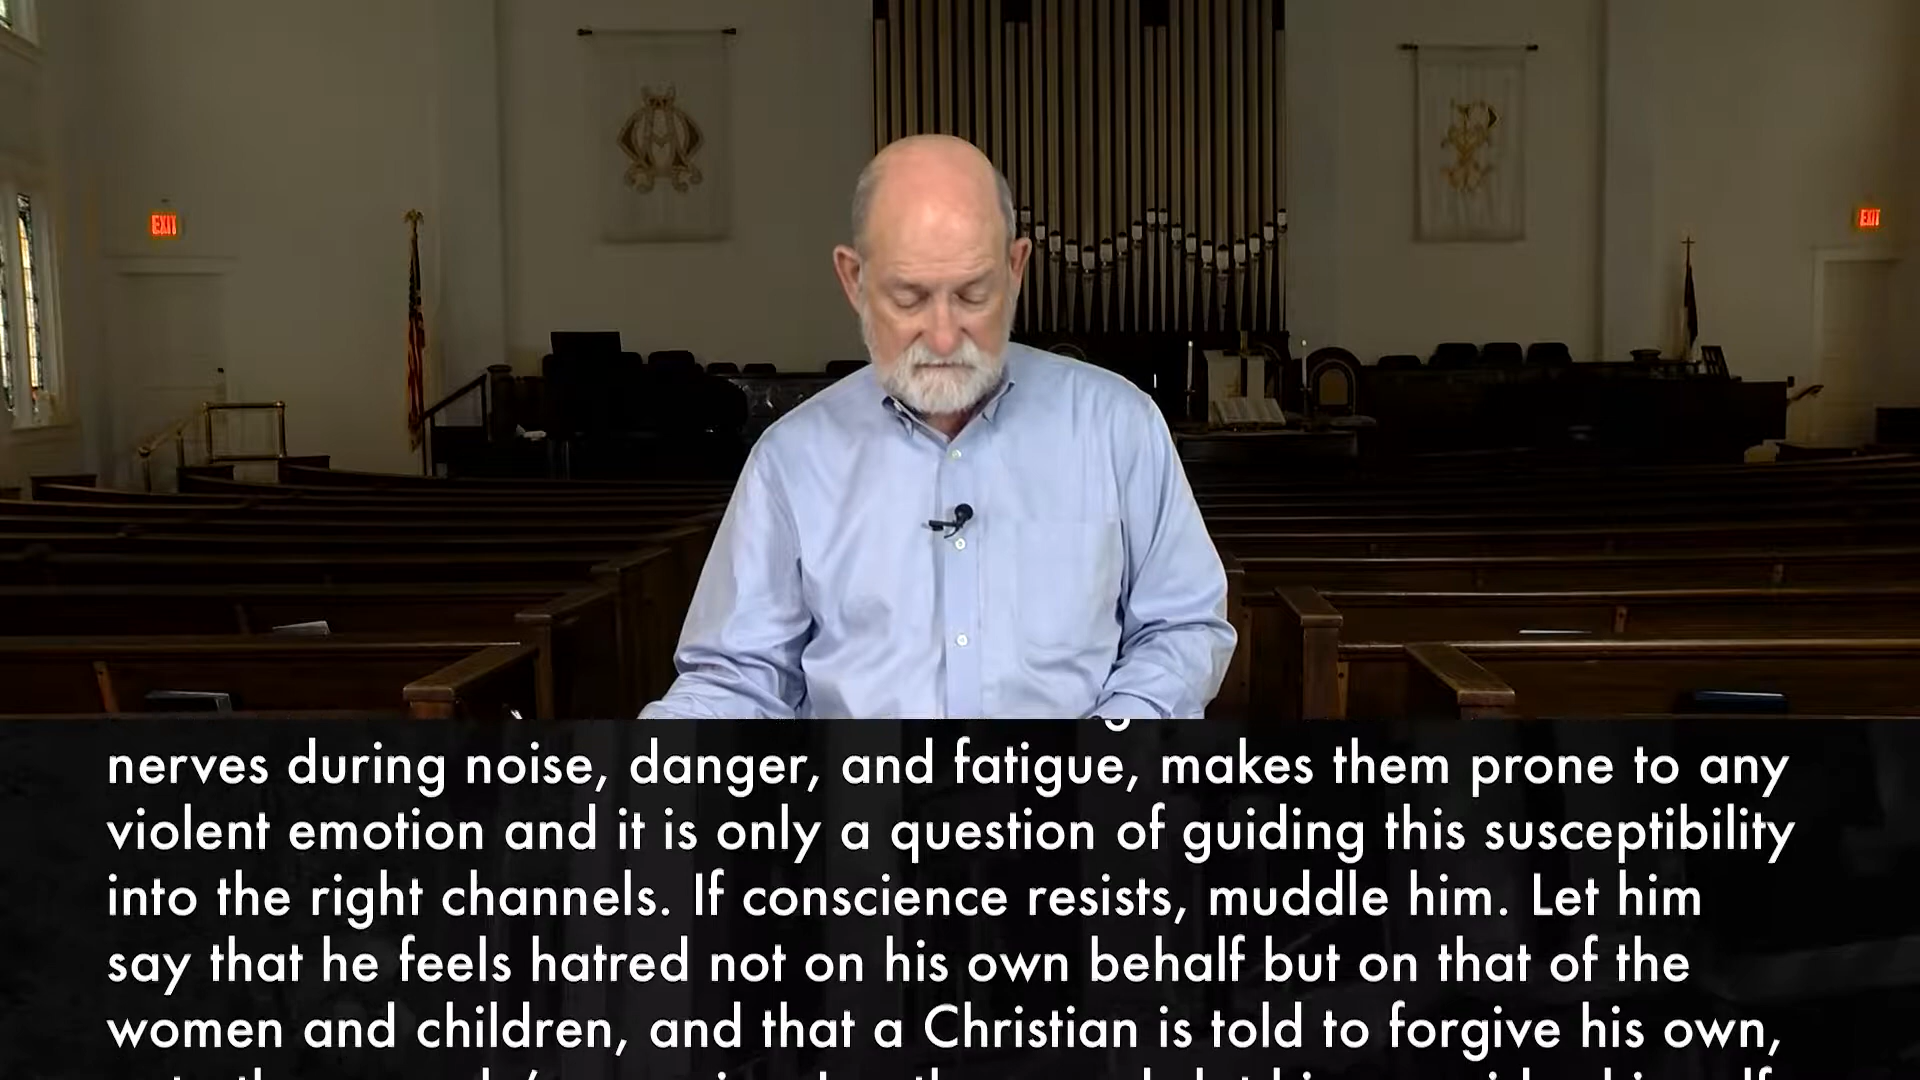 EXIT
EXIT
nerves during noise, danger, and fatigue, makes them prone to any
violent emotion and it is only a question of guiding this susceptibility
into the right channels. If conscience resists, muddle him. Let him
say that he feels hatred not on his own behalf but on that of the
women and children, and that a Christian is told to forgive his own,